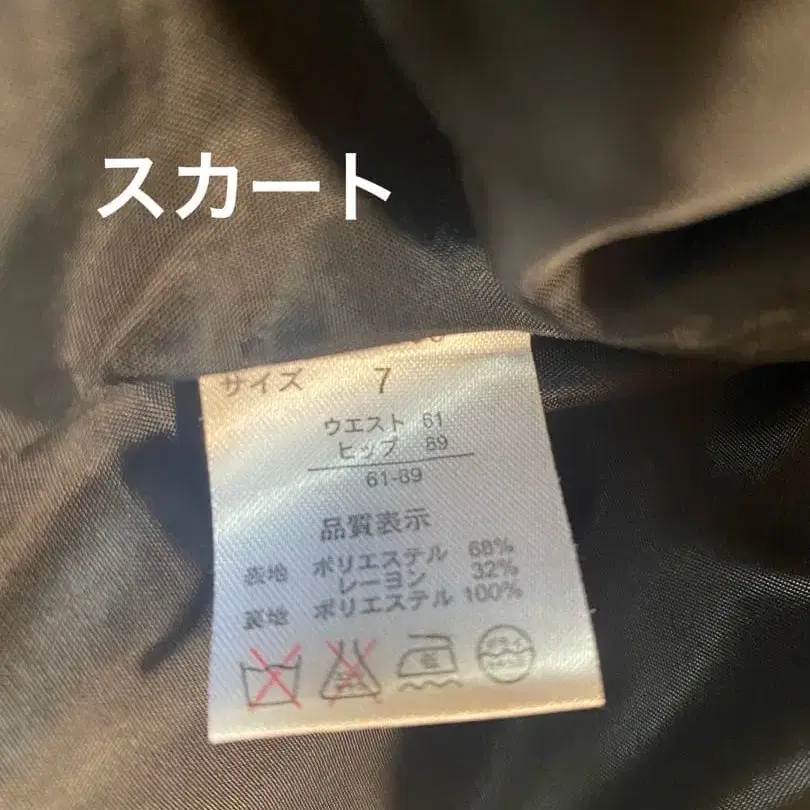 スカート
サイズ 7
ウエスト 61
ヒップ 89
61-89
品質表示
表地 ポリエステル 68%
レーヨン 32%
裏地 ポリエステル 100%
低